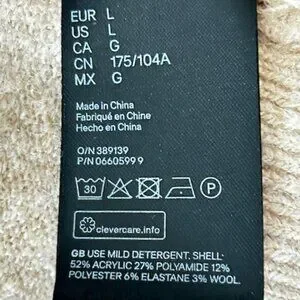 EUR L
US L
CA G
CN 175/104A
MX G
Made in China
Fabriqué en Chine
Hecho en China
O/N 389139
P/N 0660599 9
30 P
clevercare.info
GB USE MILD DETERGENT. SHELL:
52% ACRYLIC 27% POLYAMIDE 12%
POLYESTER 6% ELASTANE 3% WOOL.